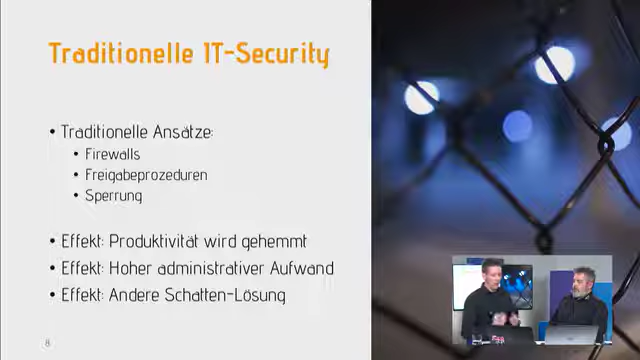 Traditionelle IT-Security
• Traditionelle Ansätze:
• Firewalls
• Freigabeprozeduren
• Sperrung
• Effekt: Produktivität wird gehemmt
• Effekt: Hoher administrativer Aufwand
• Effekt: Andere Schatten-Lösung
8